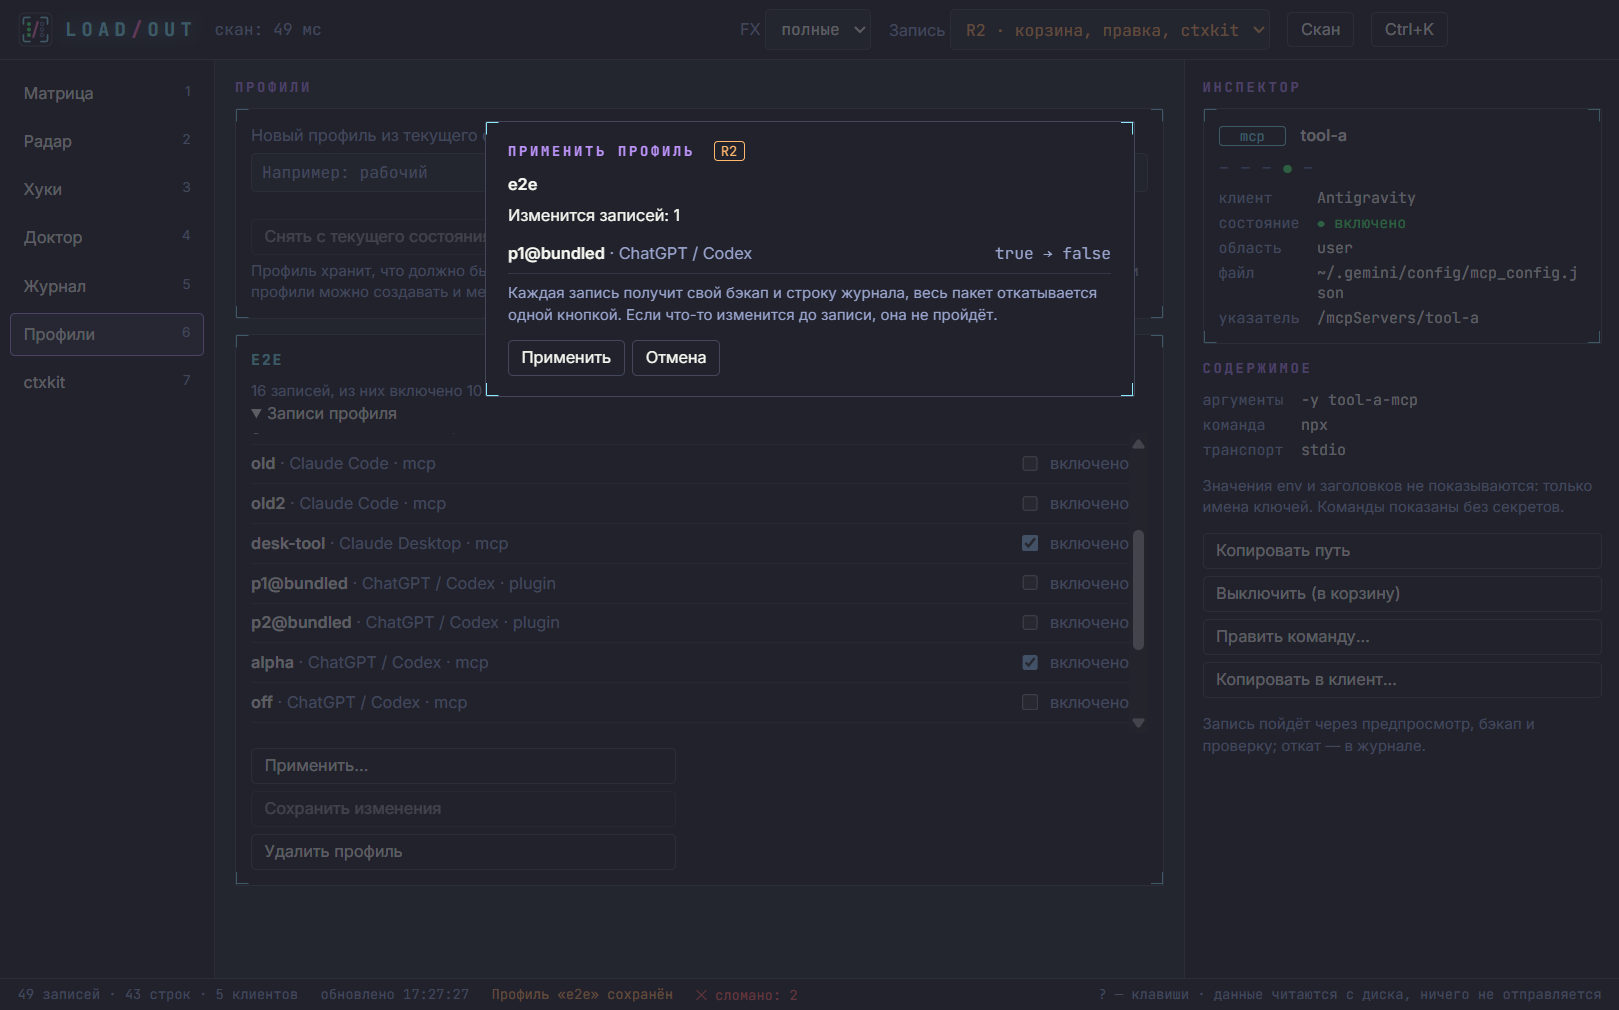 LOAD/OUT скан: 49 мс FX полные Запись R2 · корзина, правка, ctxkit Скан Ctrl+K
Матрица 1
Радар 2
Хуки 3
Доктор 4
Журнал 5
Профили 6
ctxkit 7
ПРОФИЛИ
Новый профиль из текущего
Например: рабочий
Снять с текущего состояния
Профиль хранит, что должно
профили можно создавать и
ПРИМЕНИТЬ ПРОФИЛЬ R2
e2e
Изменится записей: 1
p1@bundled · ChatGPT / Codex true → false
Каждая запись получит свой бэкап и строку журнала, весь пакет откатывается
одной кнопкой. Если что-то изменится до записи, она не пройдёт.
Применить Отмена
E2E
16 записей, из них включено 10
▼ Записи профиля
old · Claude Code · mcp включено
old2 · Claude Code · mcp включено
desk-tool · Claude Desktop · mcp включено
p1@bundled · ChatGPT / Codex · plugin включено
p2@bundled · ChatGPT / Codex · plugin включено
alpha · ChatGPT / Codex · mcp включено
off · ChatGPT / Codex · mcp включено
Применить...
Сохранить изменения
Удалить профиль
ИНСПЕКТОР
mcp tool-a
— — — ● —
клиент Antigravity
состояние ● включено
область user
файл ~/.gemini/config/mcp_config.j
son
указатель /mcpServers/tool-a
СОДЕРЖИМОЕ
аргументы -y tool-a-mcp
команда npx
транспорт stdio
Значения env и заголовков не показываются: только
имена ключей. Команды показаны без секретов.
Копировать путь
Выключить (в корзину)
Править команду...
Копировать в клиент...
Запись пойдёт через предпросмотр, бэкап и
проверку; откат — в журнале.
49 записей · 43 строк · 5 клиентов обновлено 17:27:27 Профиль «e2e» сохранён ✕ сломано: 2 ? — клавиши · данные читаются с диска, ничего не отправляется